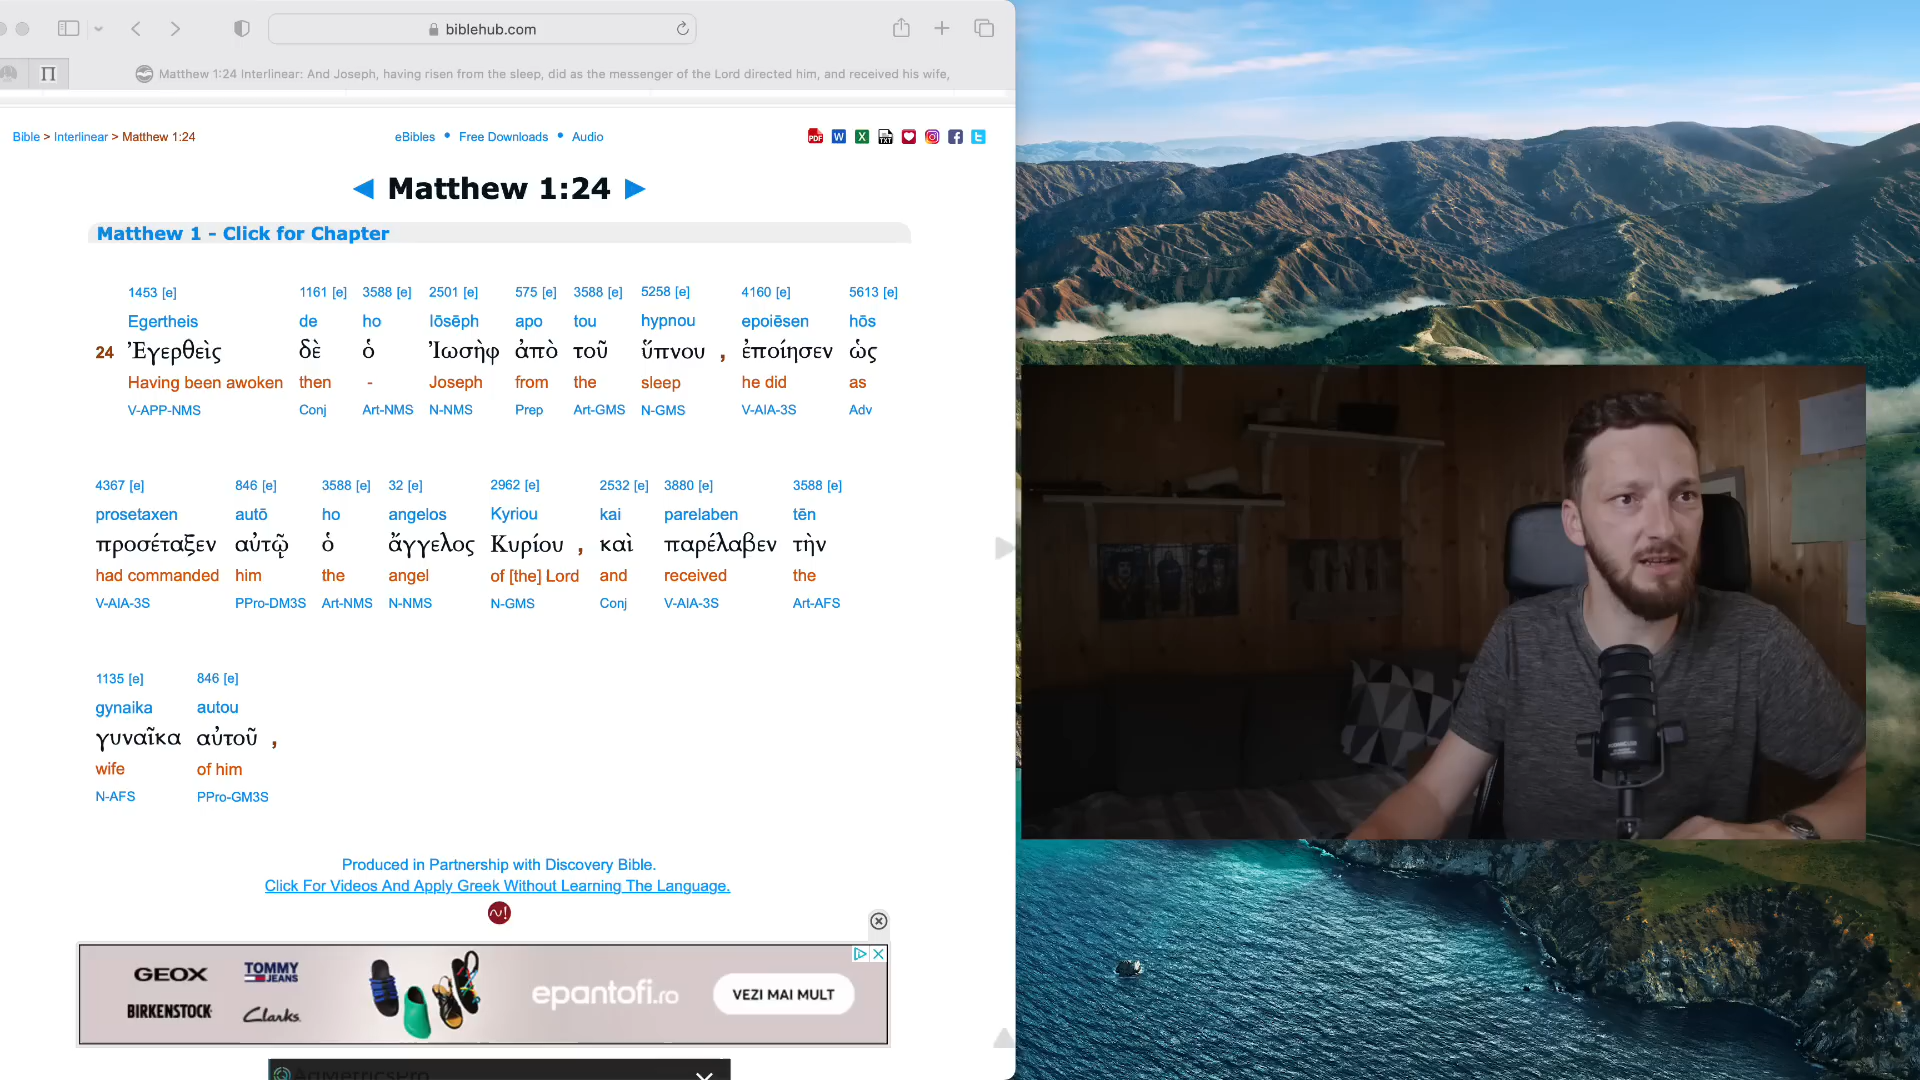 biblehub.com
Π
Matthew 1:24 Interlinear: And Joseph, having risen from the sleep, did as the messenger of the Lord directed him, and received his wife,
Bible > Interlinear > Matthew 1:24
eBibles • Free Downloads • Audio
PDF W X TXT
◄ Matthew 1:24 ►
Matthew 1 - Click for Chapter
1453 [e] 1161 [e] 3588 [e] 2501 [e] 575 [e] 3588 [e] 5258 [e] 4160 [e] 5613 [e]
Egertheis de ho Iōsēph apo tou hypnou epoiēsen hōs
24 Ἐγερθεὶς δὲ ὁ Ἰωσὴφ ἀπὸ τοῦ ὕπνου , ἐποίησεν ὡς
Having been awoken then - Joseph from the sleep he did as
V-APP-NMS Conj Art-NMS N-NMS Prep Art-GMS N-GMS V-AIA-3S Adv
4367 [e] 846 [e] 3588 [e] 32 [e] 2962 [e] 2532 [e] 3880 [e] 3588 [e]
prosetaxen autō ho angelos Kyriou kai parelaben tēn
προσέταξεν αὐτῷ ὁ ἄγγελος Κυρίου , καὶ παρέλαβεν τὴν
had commanded him the angel of [the] Lord and received the
V-AIA-3S PPro-DM3S Art-NMS N-NMS N-GMS Conj V-AIA-3S Art-AFS
1135 [e] 846 [e]
gynaika autou
γυναῖκα αὐτοῦ ,
wife of him
N-AFS PPro-GM3S
Produced in Partnership with Discovery Bible.
Click For Videos And Apply Greek Without Learning The Language.
GEOX TOMMY JEANS
BIRKENSTOCK Clarks
epantofi.ro
VEZI MAI MULT